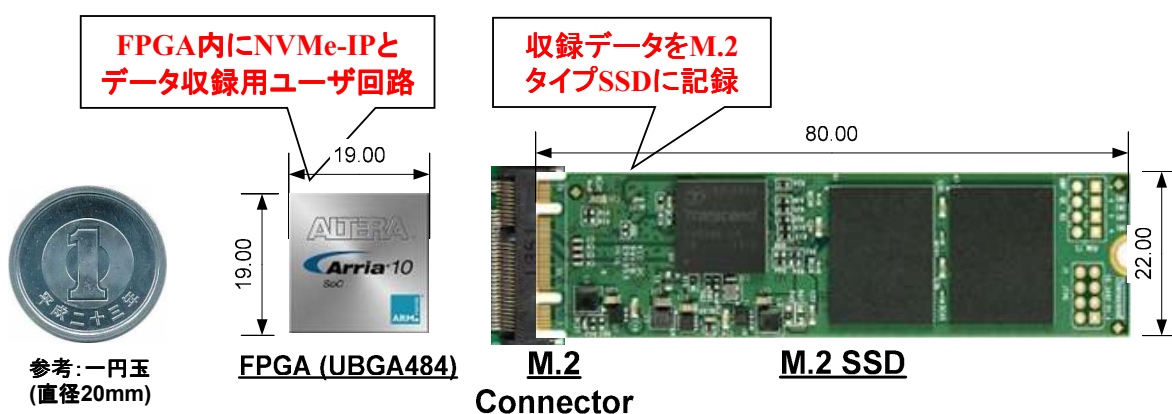 FPGA内にNVMe-IPと
データ収録用ユーザ回路
収録データをM.2
タイプSSDに記録
80.00
19.00
19.00
22.00
ALTERA
Arria 10
SoC
ARM
Transcend
1
平成二十三年
参考:一円玉
(直径20mm)
FPGA (UBGA484)
M.2
Connector
M.2 SSD